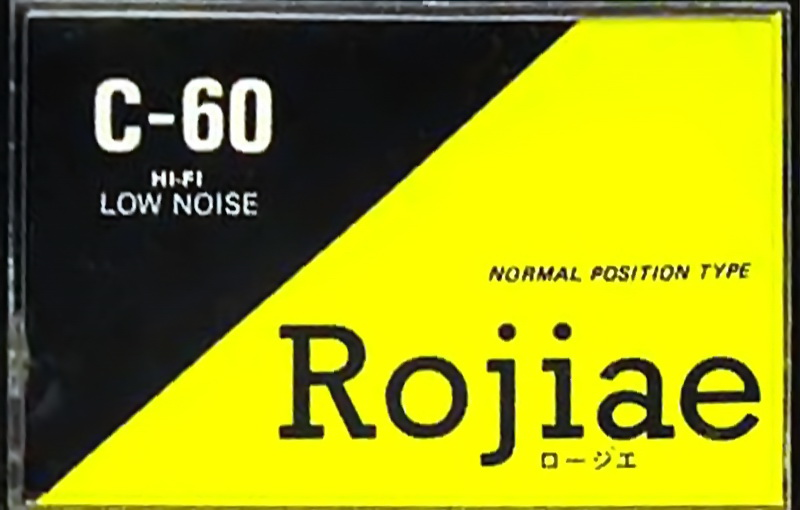 C-60
HI-FI
LOW NOISE
NORMAL POSITION TYPE
Rojiae
ロージエ